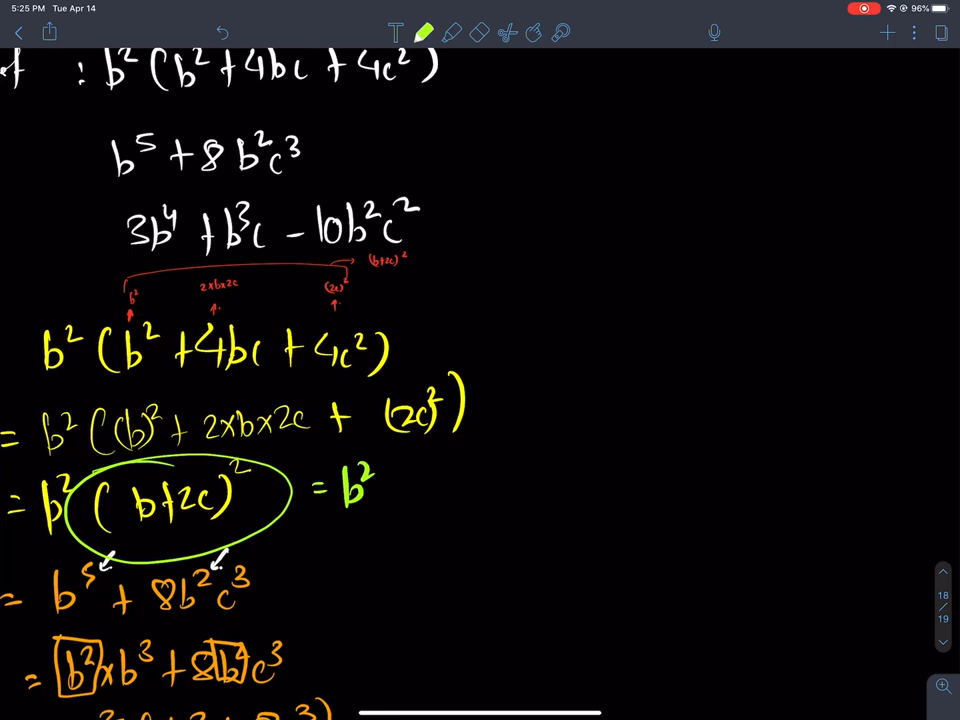 5:25 PM Tue Apr 14
96%
: b²(b² + 4bc + 4c²)
b⁵ + 8b²c³
3b⁴ + b³c - 10b²c²
(b+2c)²
b² 2×b×2c (2c)²
b² (b² + 4bc + 4c²)
= b² ((b)² + 2×b×2c + (2c)²)
= b² (b+2c)² = b²
= b⁵ + 8b²c³
= b² × b³ + 8b²c³
18
/
19